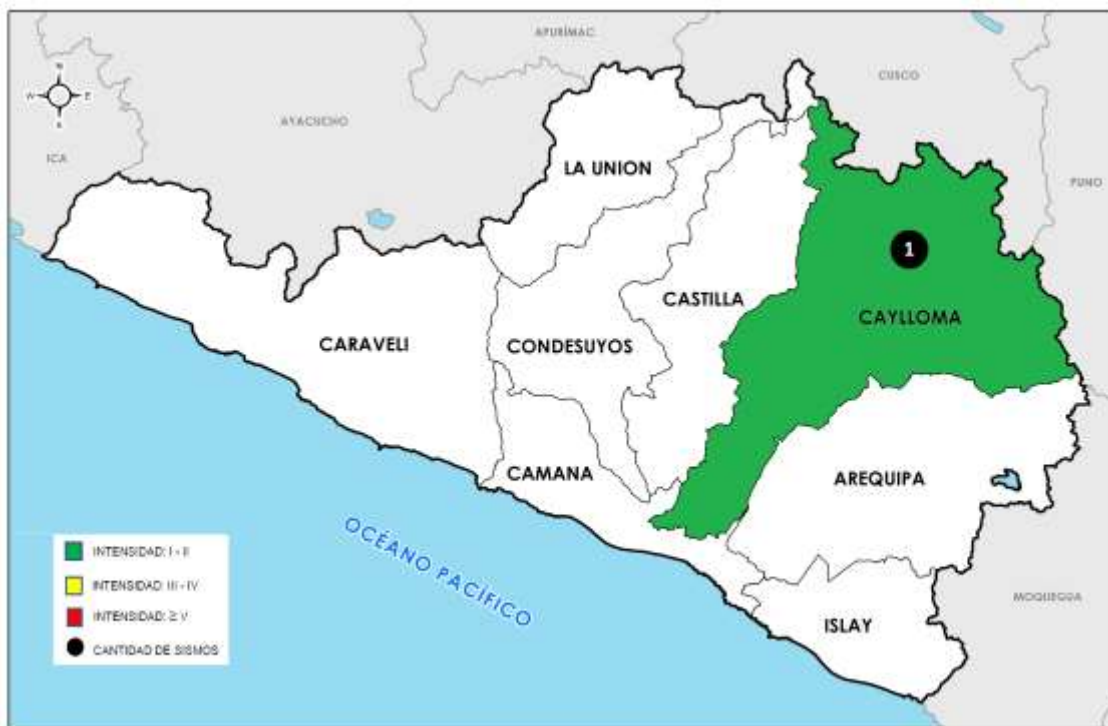 APURÍMAC
CUSCO
N
W E
S
AYACUCHO
ICA
PUNO
LA UNION
1
CASTILLA
CAYLLOMA
CARAVELI
CONDESUYOS
CAMANA
AREQUIPA
OCÉANO PACÍFICO
INTENSIDAD: I - II
INTENSIDAD: III - IV
INTENSIDAD: ≥ V
CANTIDAD DE SISMOS
MOQUEGUA
ISLAY